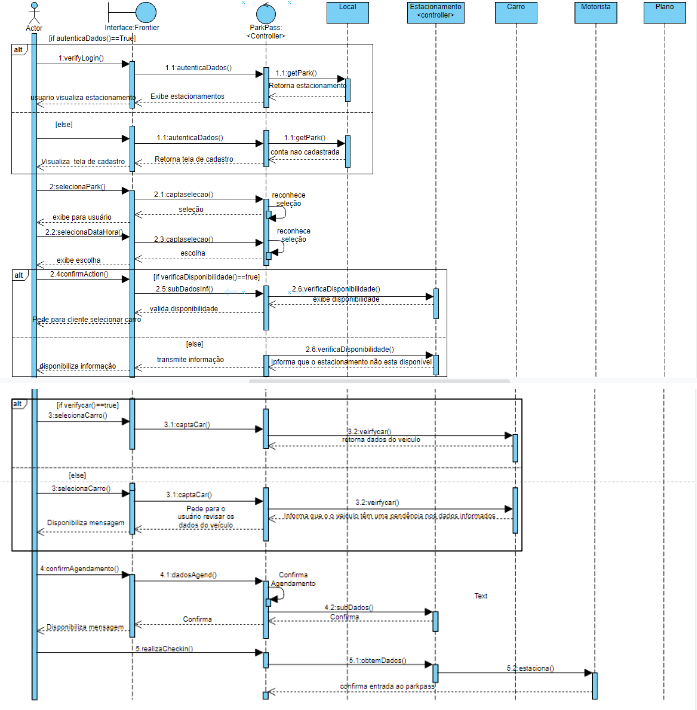 Actor
Interface:Frontier
ParkPass:
<Controller>
Local
Estacionamento
<controller>
Carro
Motorista
Plano
alt
[if autenticaDados()==True]
1:verifyLogin()
1.1:autenticaDados()
1.1:getPark()
Retorna estacionamento
usuario visualiza estacionamento
Exibe estacionamentos
[else]
1.1:autenticaDados()
1.1:getPark()
conta nao cadastrada
Visualiza tela de cadastro
Retorna tela de cadastro
2:selecionaPark()
2.1:captaselecao()
reconhece
seleção
seleção
exibe para usuário
2.2:selecionaDataHora()
2.3:captaselecao()
reconhece
seleção
escolha
exibe escolha
alt
2.4confirmAction()
[if verificaDisponibilidade()==true]
2.5:subDadosInf()
2.6:verificaDisponibilidade()
exibe disponibilidade
valida disponibilidade
Pede para cliente selecionar carro
[else]
2.6:verificaDisponibilidade()
transmite informação
Informa que o estacionamento não esta disponivel
disponibiliza informação
alt
[if verifycar()==true]
3:selecionaCarro()
3.1:captaCar()
3.2:veirfycar()
retorna dados do veiculo
[else]
3:selecionaCarro()
3.1:captaCar()
3.2:veirfycar()
Pede para o
usuário revisar os
dados do veículo
Informa que o o veiculo têm uma pendência nos dados informados
Disponibiliza mensagem
4:confirmAgendamento()
4.1:dadosAgend()
Confirma
Agendamento
Text
4.2:subDados()
Confirma
Confirma
Disponibiliza mensagem
5.realizaCheckin()
5.1:obtemDados()
5.2:estaciona()
confirma entrada ao parkpass